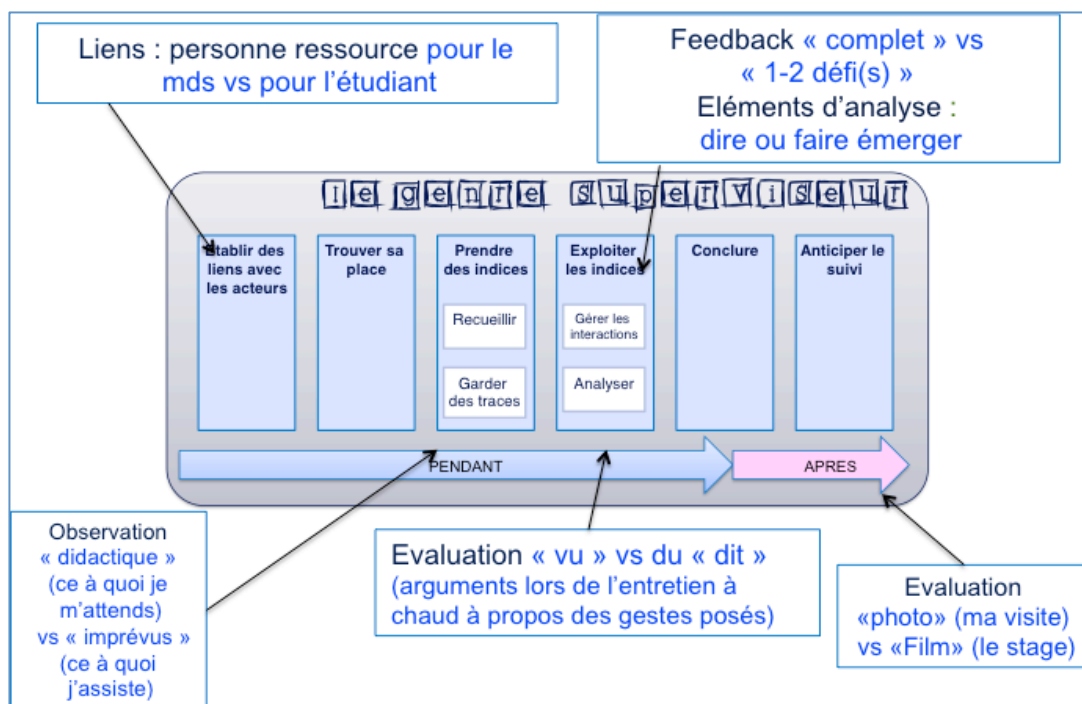 Liens : personne ressource pour le
mds vs pour l'étudiant
Feedback « complet » vs
« 1-2 défi(s) »
Eléments d'analyse :
dire ou faire émerger
le genre superviseur
Etablir des
liens avec
les acteurs
Trouver sa
place
Prendre
des indices
Recueillir
Garder
des traces
Exploiter
les indices
Gérer les
interactions
Analyser
Conclure
Anticiper le
suivi
PENDANT
APRES
Observation
« didactique »
(ce à quoi je
m'attends)
vs « imprévus »
(ce à quoi
j'assiste)
Evaluation « vu » vs du « dit »
(arguments lors de l'entretien à
chaud à propos des gestes posés)
Evaluation
«photo» (ma visite)
vs «Film» (le stage)